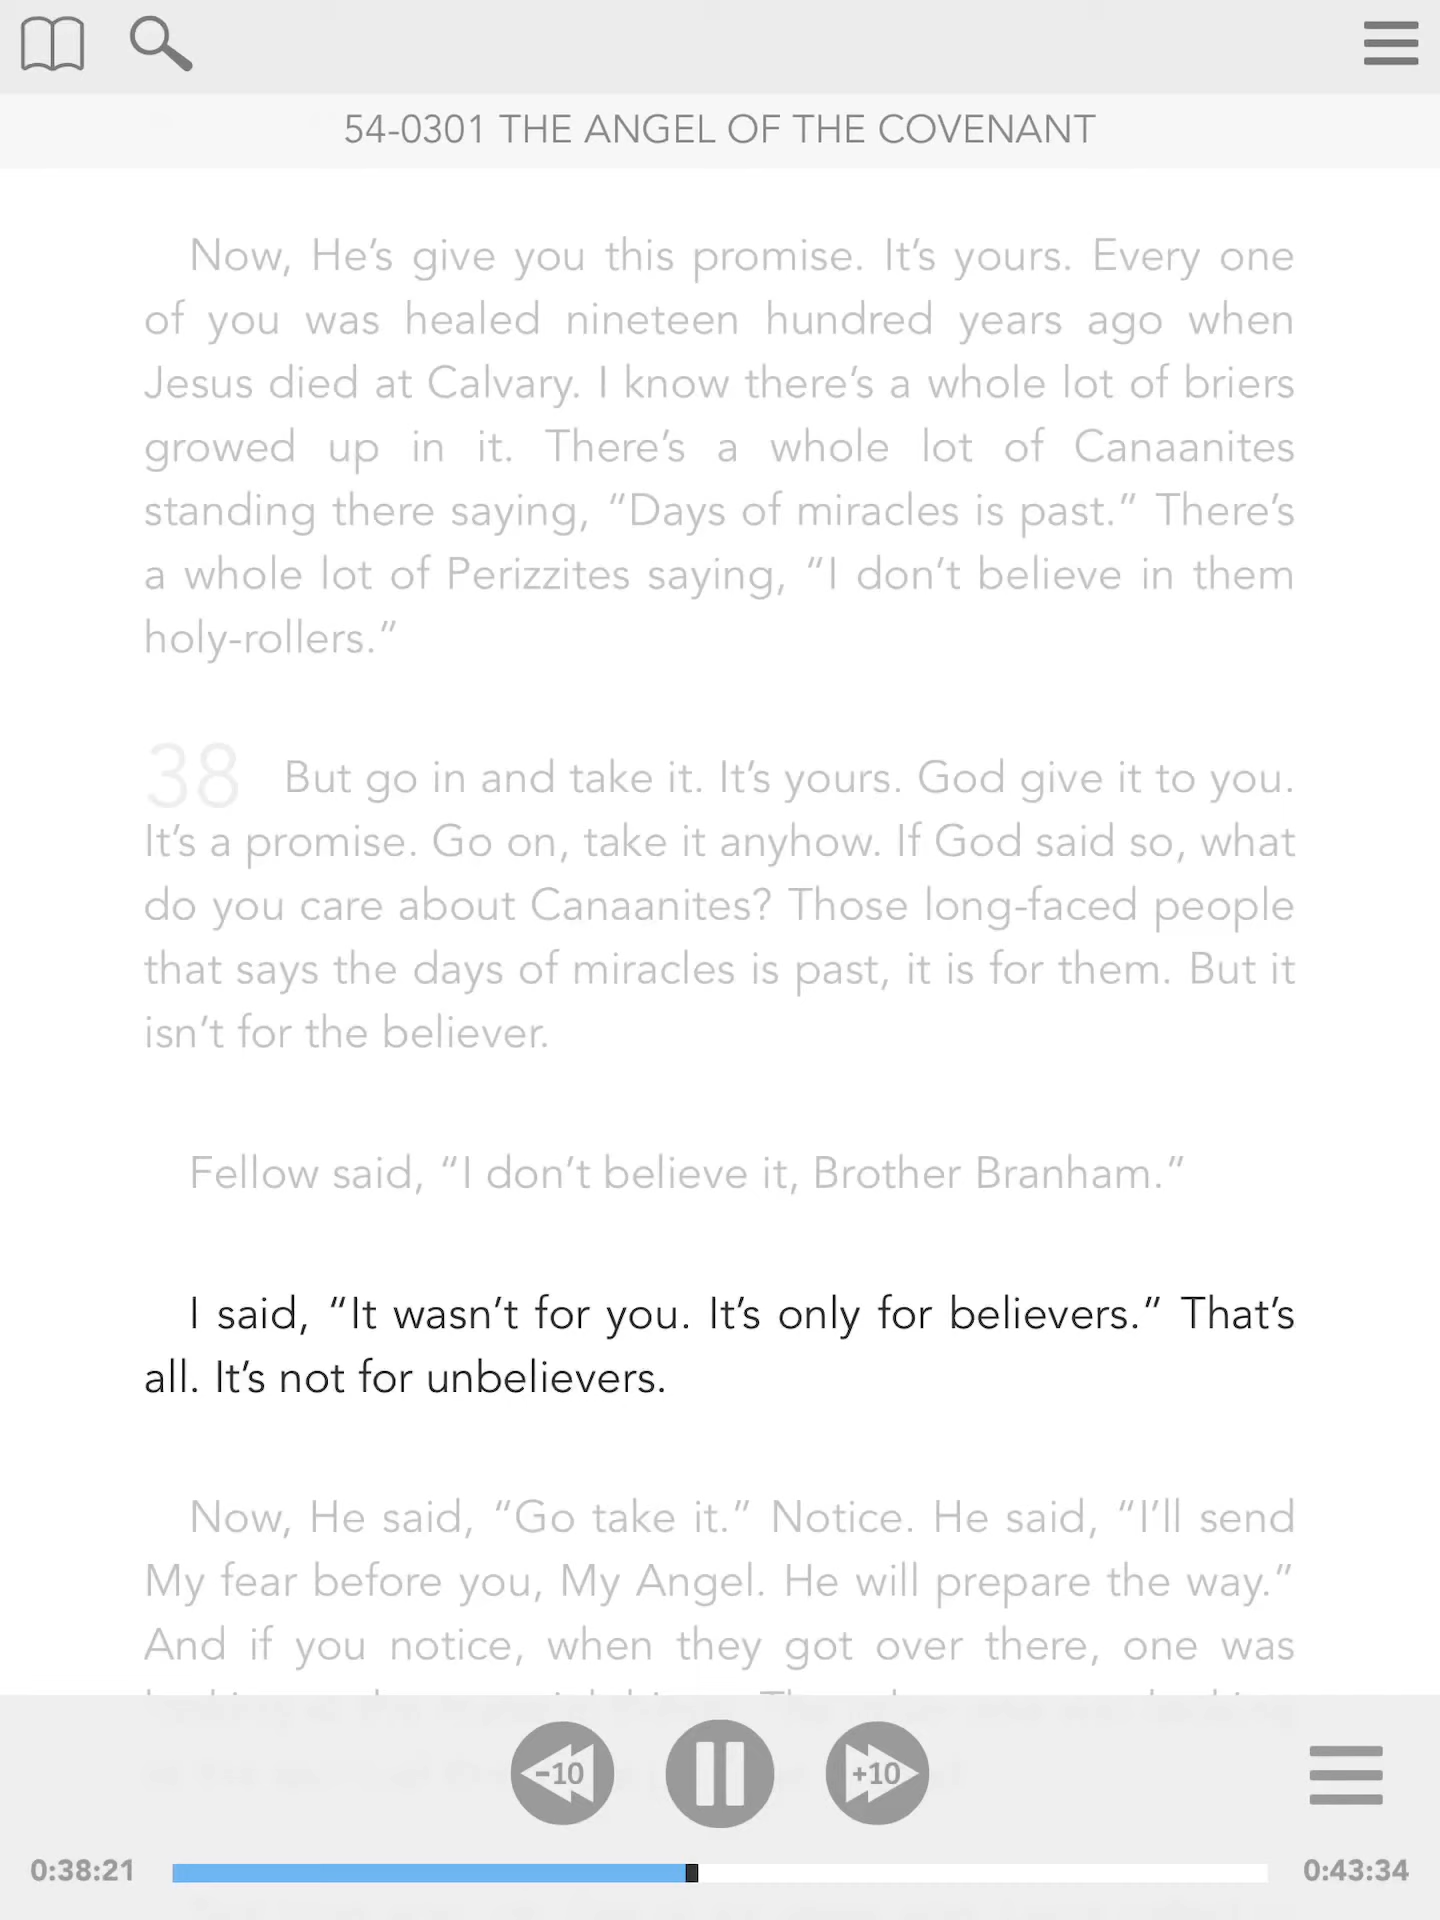 54-0301 THE ANGEL OF THE COVENANT
Now, He’s give you this promise. It’s yours. Every one
of you was healed nineteen hundred years ago when
Jesus died at Calvary. I know there’s a whole lot of briers
growed up in it. There’s a whole lot of Canaanites
standing there saying, “Days of miracles is past.” There’s
a whole lot of Perizzites saying, “I don’t believe in them
holy-rollers.”
38 But go in and take it. It’s yours. God give it to you.
It’s a promise. Go on, take it anyhow. If God said so, what
do you care about Canaanites? Those long-faced people
that says the days of miracles is past, it is for them. But it
isn’t for the believer.
Fellow said, “I don’t believe it, Brother Branham.”
I said, “It wasn’t for you. It’s only for believers.” That’s
all. It’s not for unbelievers.
Now, He said, “Go take it.” Notice. He said, “I’ll send
My fear before you, My Angel. He will prepare the way.”
And if you notice, when they got over there, one was
-10 +10
0:38:21 0:43:34